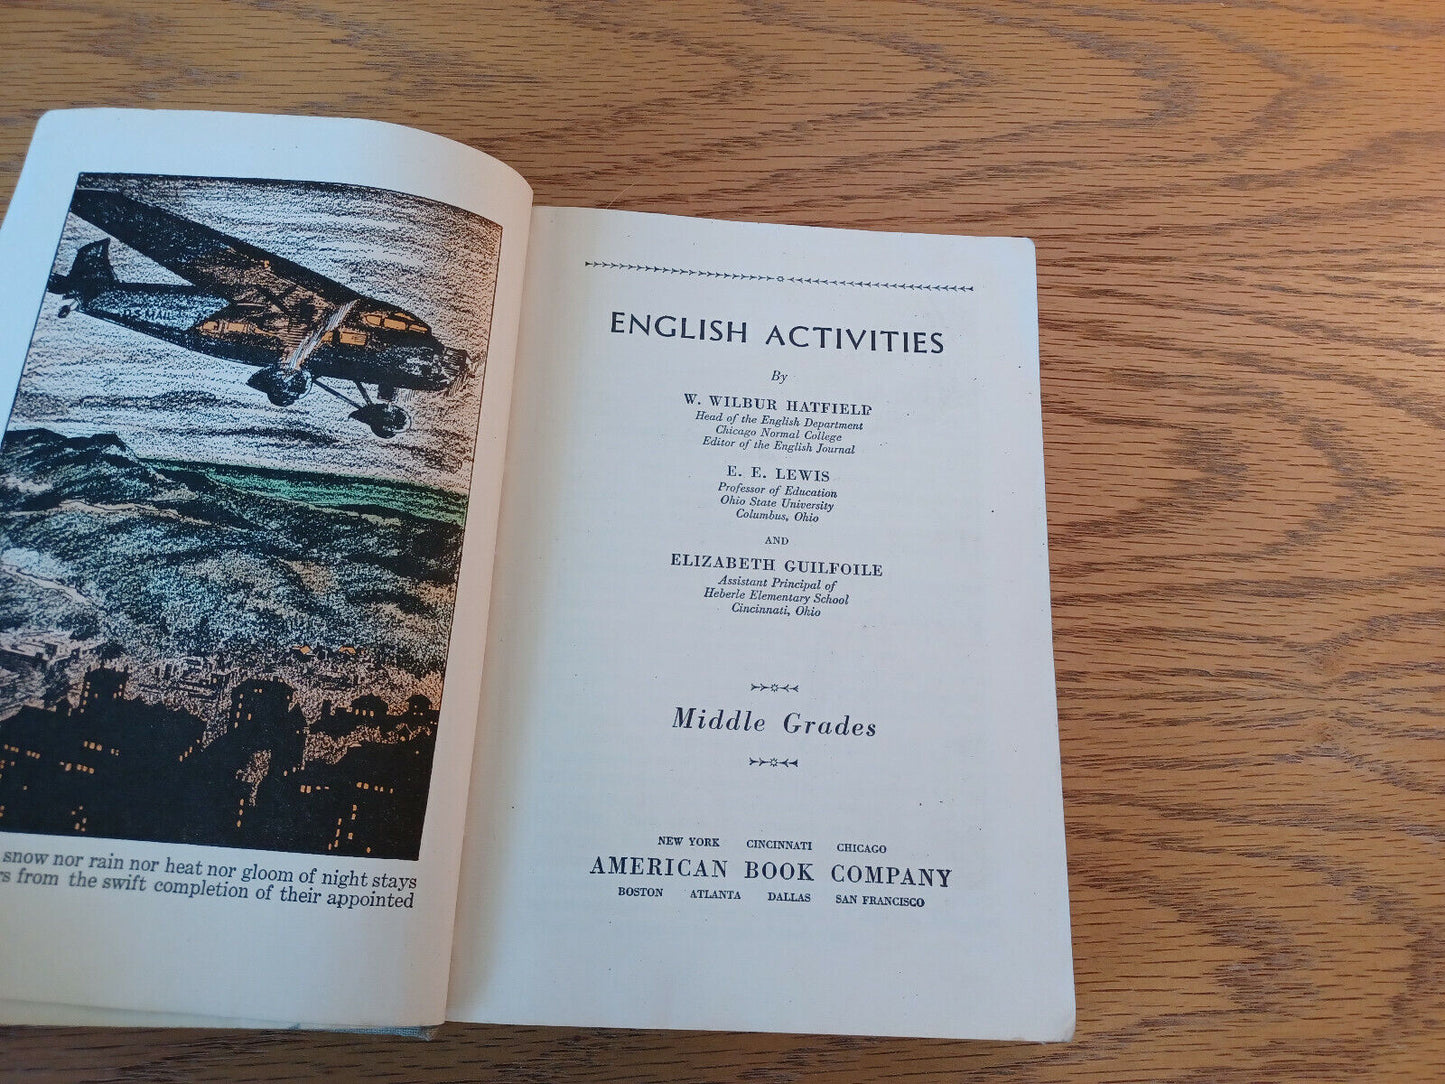 U.S. MAIL
snow nor rain nor heat nor gloom of night stays
from the swift completion of their appointed
ENGLISH ACTIVITIES
By
W. WILBUR HATFIELD
Head of the English Department
Chicago Normal College
Editor of the English Journal
E. E. LEWIS
Professor of Education
Ohio State University
Columbus, Ohio
AND
ELIZABETH GUILFOILE
Assistant Principal of
Heberle Elementary School
Cincinnati, Ohio
Middle Grades
NEW YORK CINCINNATI CHICAGO
AMERICAN BOOK COMPANY
BOSTON ATLANTA DALLAS SAN FRANCISCO